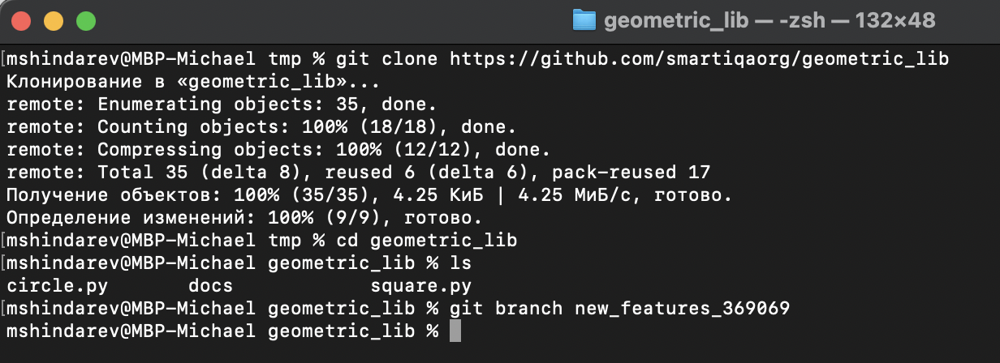 geometric_lib — -zsh — 132×48
[mshindarev@MBP-Michael tmp % git clone https://github.com/smartiqaorg/geometric_lib
Клонирование в «geometric_lib»...
remote: Enumerating objects: 35, done.
remote: Counting objects: 100% (18/18), done.
remote: Compressing objects: 100% (12/12), done.
remote: Total 35 (delta 8), reused 6 (delta 6), pack-reused 17
Получение объектов: 100% (35/35), 4.25 КиБ | 4.25 МиБ/с, готово.
Определение изменений: 100% (9/9), готово.
[mshindarev@MBP-Michael tmp % cd geometric_lib
[mshindarev@MBP-Michael geometric_lib % ls
circle.py       docs            square.py
[mshindarev@MBP-Michael geometric_lib % git branch new_features_369069
mshindarev@MBP-Michael geometric_lib %